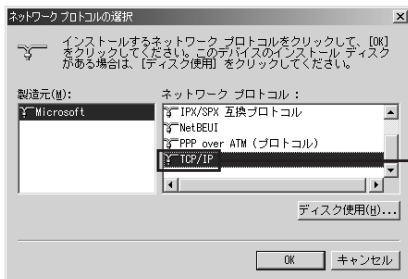 ネットワーク プロトコルの選択
インストールするネットワーク プロトコルをクリックして、[OK]
をクリックしてください。このデバイスのインストール ディスク
がある場合は、[ディスク使用] をクリックしてください。
製造元(M):
ネットワーク プロトコル :
Microsoft
IPX/SPX 互換プロトコル
NetBEUI
PPP over ATM (プロトコル)
TCP/IP
ディスク使用(H)...
OK
キャンセル